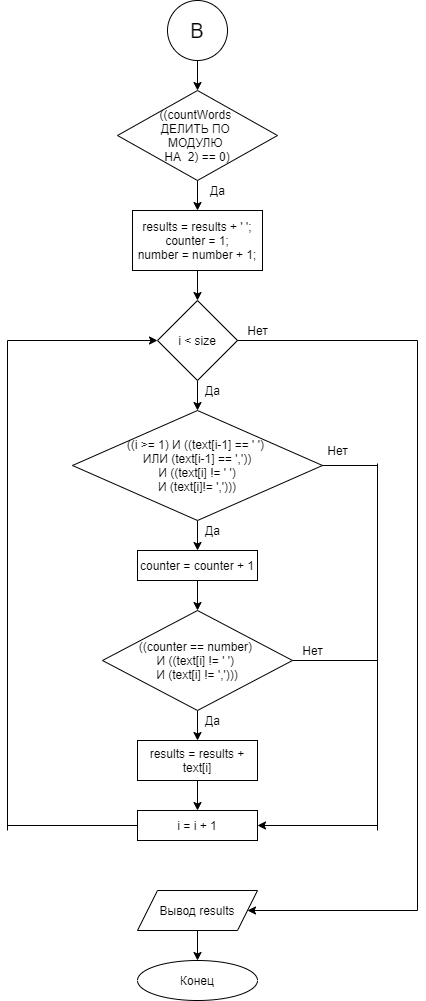 B
((countWords
ДЕЛИТЬ ПО
МОДУЛЮ
НА 2) == 0)
Да
results = results + ' ';
counter = 1;
number = number + 1;
i < size
Нет
Да
((i >= 1) И ((text[i-1] == ' ')
ИЛИ (text[i-1] == ','))
И ((text[i] != ' ')
И (text[i]!= ',')))
Нет
Да
counter = counter + 1
((counter == number)
И ((text[i] != ' ')
И (text[i] != ',')))
Нет
Да
results = results +
text[i]
i = i + 1
Вывод results
Конец